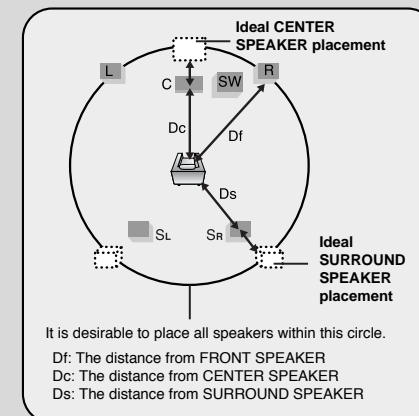 Ideal CENTER
SPEAKER placement
L
R
C
SW
Dc
Df
Ds
SL
SR
Ideal
SURROUND
SPEAKER
placement
It is desirable to place all speakers within this circle.
Df: The distance from FRONT SPEAKER
Dc: The distance from CENTER SPEAKER
Ds: The distance from SURROUND SPEAKER